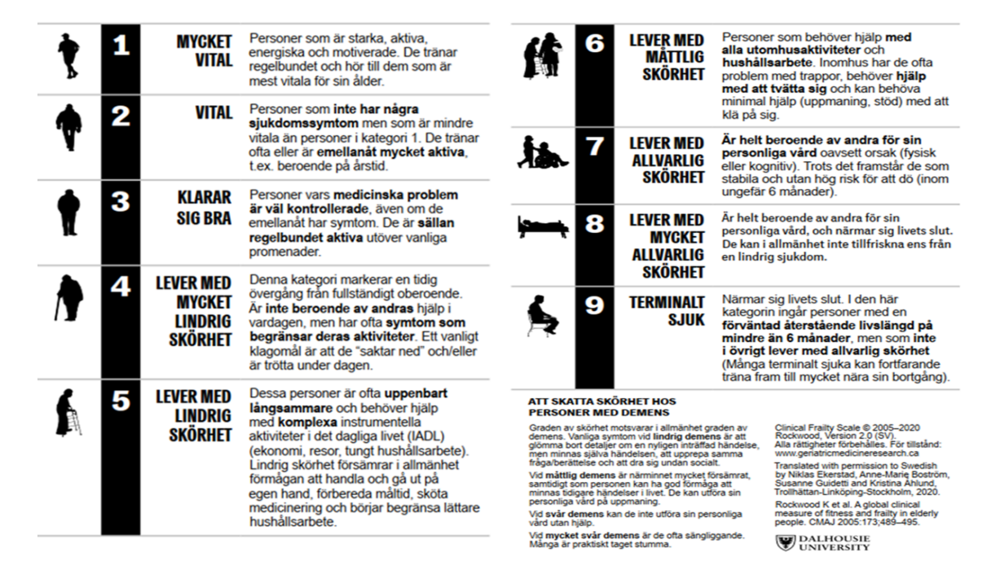 1
MYCKET
VITAL
Personer som är starka, aktiva,
energiska och motiverade. De tränar
regelbundet och hör till dem som är
mest vitala för sin ålder.
2
VITAL
Personer som inte har några
sjukdomssymtom men som är mindre
vitala än personer i kategori 1. De tränar
ofta eller är emellanåt mycket aktiva,
t.ex. beroende på årstid.
3
KLARAR
SIG BRA
Personer vars medicinska problem
är väl kontrollerade, även om de
emellanåt har symtom. De är sällan
regelbundet aktiva utöver vanliga
promenader.
4
LEVER MED
MYCKET
LINDRIG
SKÖRHET
Denna kategori markerar en tidig
övergång från fullständigt oberoende.
Är inte beroende av andras hjälp i
vardagen, men har ofta symtom som
begränsar deras aktiviteter. Ett vanligt
klagomål är att de "saktar ned" och/eller
är trötta under dagen.
5
LEVER MED
LINDRIG
SKÖRHET
Dessa personer är ofta uppenbart
långsammare och behöver hjälp
med komplexa instrumentella
aktiviteter i det dagliga livet (IADL)
(ekonomi, resor, tungt hushållsarbete).
Lindrig skörhet försämrar i allmänhet
förmågan att handla och gå ut på
egen hand, förbereda måltid, sköta
medicinering och börjar begränsa lättare
hushållsarbete.
6
LEVER MED
MÅTTLIG
SKÖRHET
Personer som behöver hjälp med
alla utomhusaktiviteter och
hushållsarbete. Inomhus har de ofta
problem med trappor, behöver hjälp
med att tvätta sig och kan behöva
minimal hjälp (uppmaning, stöd) med att
klä på sig.
7
LEVER MED
ALLVARLIG
SKÖRHET
Är helt beroende av andra för sin
personliga vård oavsett orsak (fysisk
eller kognitiv). Trots det framstår de som
stabila och utan hög risk för att dö (inom
ungefär 6 månader).
8
LEVER MED
MYCKET
ALLVARLIG
SKÖRHET
Är helt beroende av andra för sin
personliga vård, och närmar sig livets slut.
De kan i allmänhet inte tillfriskna ens från
en lindrig sjukdom.
9
TERMINALT
SJUK
Närmar sig livets slut. I den här
kategorin ingår personer med en
förväntad återstående livslängd på
mindre än 6 månader, men som inte
i övrigt lever med allvarlig skörhet
(Många terminalt sjuka kan fortfarande
träna fram till mycket nära sin bortgång).
ATT SKATTA SKÖRHET HOS
PERSONER MED DEMENS
Graden av skörhet motsvarar i allmänhet graden av
demens. Vanliga symtom vid lindrig demens är att
glömma bort detaljer om en nyligen inträffad händelse,
men minnas själva händelsen, att upprepa samma
fråga/berättelse och att dra sig undan socialt.
Vid måttlig demens är närminnet mycket försämrat,
samtidigt som personen kan ha god förmåga att
minnas tidigare händelser i livet. De kan utföra sin
personliga vård på uppmaning.
Vid svår demens kan de inte utföra sin personliga
vård utan hjälp.
Vid mycket svår demens är de ofta sängliggande.
Många är praktiskt taget stumma.
Clinical Frailty Scale © 2005–2020
Rockwood, Version 2.0 (SV).
Alla rättigheter förbehålles. För tillstånd:
www.geriatricmedicineresearch.ca
Translated with permission to Swedish
by Niklas Ekerstad, Anne-Marie Boström,
Susanne Guidetti and Kristina Åhlund,
Trollhättan-Linköping-Stockholm, 2020.
Rockwood K et al. A global clinical
measure of fitness and frailty in elderly
people. CMAJ 2005:173;489–495.
DALHOUSIE
UNIVERSITY